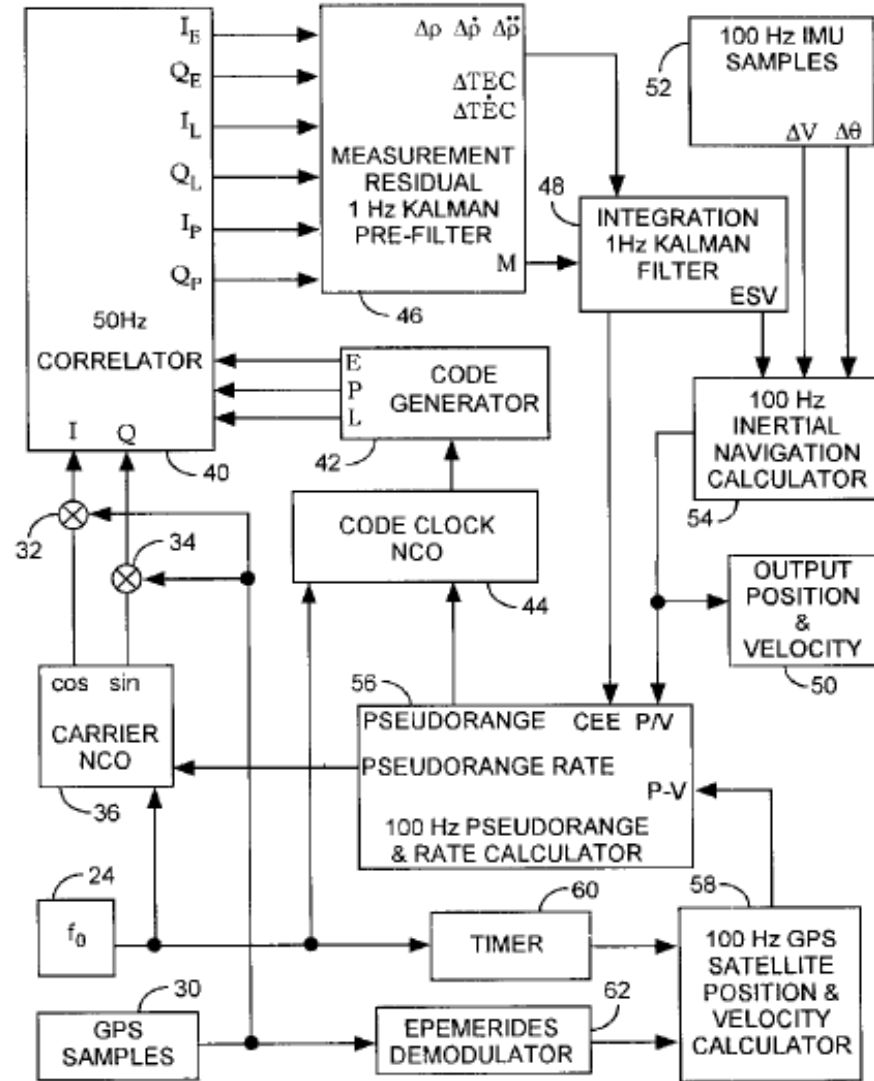 I_E
Q_E
I_L
Q_L
I_P
Q_P
50Hz
CORRELATOR
I Q
40
Δρ Δρ̇ Δρ̈
ΔTEC
ΔTĖC
MEASUREMENT
RESIDUAL
1 Hz KALMAN
PRE-FILTER
M
46
100 Hz IMU
SAMPLES
ΔV Δθ
52
48
INTEGRATION
1Hz KALMAN
FILTER
ESV
E
P
L
CODE
GENERATOR
42
100 Hz
INERTIAL
NAVIGATION
CALCULATOR
54
32
34
CODE CLOCK
NCO
44
OUTPUT
POSITION
& VELOCITY
50
cos sin
CARRIER
NCO
36
56
PSEUDORANGE CEE P/V
PSEUDORANGE RATE
P-V
100 Hz PSEUDORANGE
& RATE CALCULATOR
24
f₀
60
TIMER
58
100 Hz GPS
SATELLITE
POSITION &
VELOCITY
CALCULATOR
30
GPS
SAMPLES
62
EPEMERIDES
DEMODULATOR